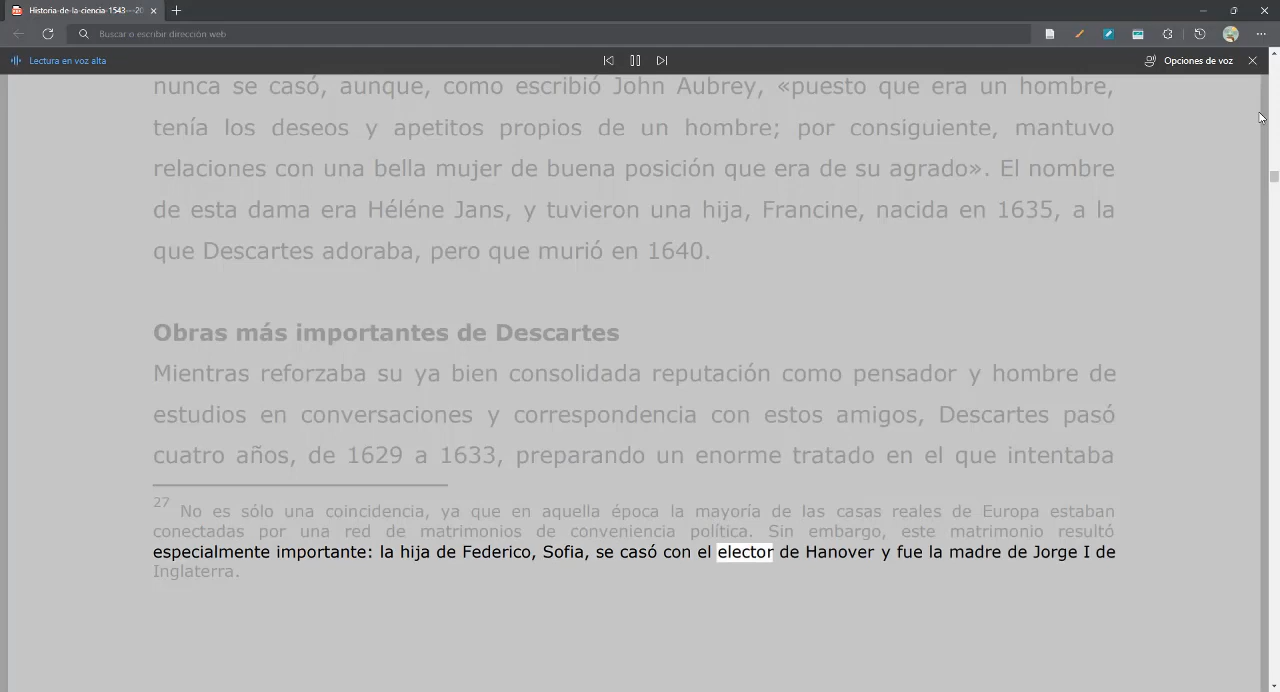 Historia-de-la-ciencia-1543---20
Buscar o escribir dirección web
Lectura en voz alta
Opciones de voz
nunca se casó, aunque, como escribió John Aubrey, «puesto que era un hombre,
tenía los deseos y apetitos propios de un hombre; por consiguiente, mantuvo
relaciones con una bella mujer de buena posición que era de su agrado». El nombre
de esta dama era Héléne Jans, y tuvieron una hija, Francine, nacida en 1635, a la
que Descartes adoraba, pero que murió en 1640.
Obras más importantes de Descartes
Mientras reforzaba su ya bien consolidada reputación como pensador y hombre de
estudios en conversaciones y correspondencia con estos amigos, Descartes pasó
cuatro años, de 1629 a 1633, preparando un enorme tratado en el que intentaba
27 No es sólo una coincidencia, ya que en aquella época la mayoría de las casas reales de Europa estaban
conectadas por una red de matrimonios de conveniencia política. Sin embargo, este matrimonio resultó
especialmente importante: la hija de Federico, Sofia, se casó con el elector de Hanover y fue la madre de Jorge I de
Inglaterra.